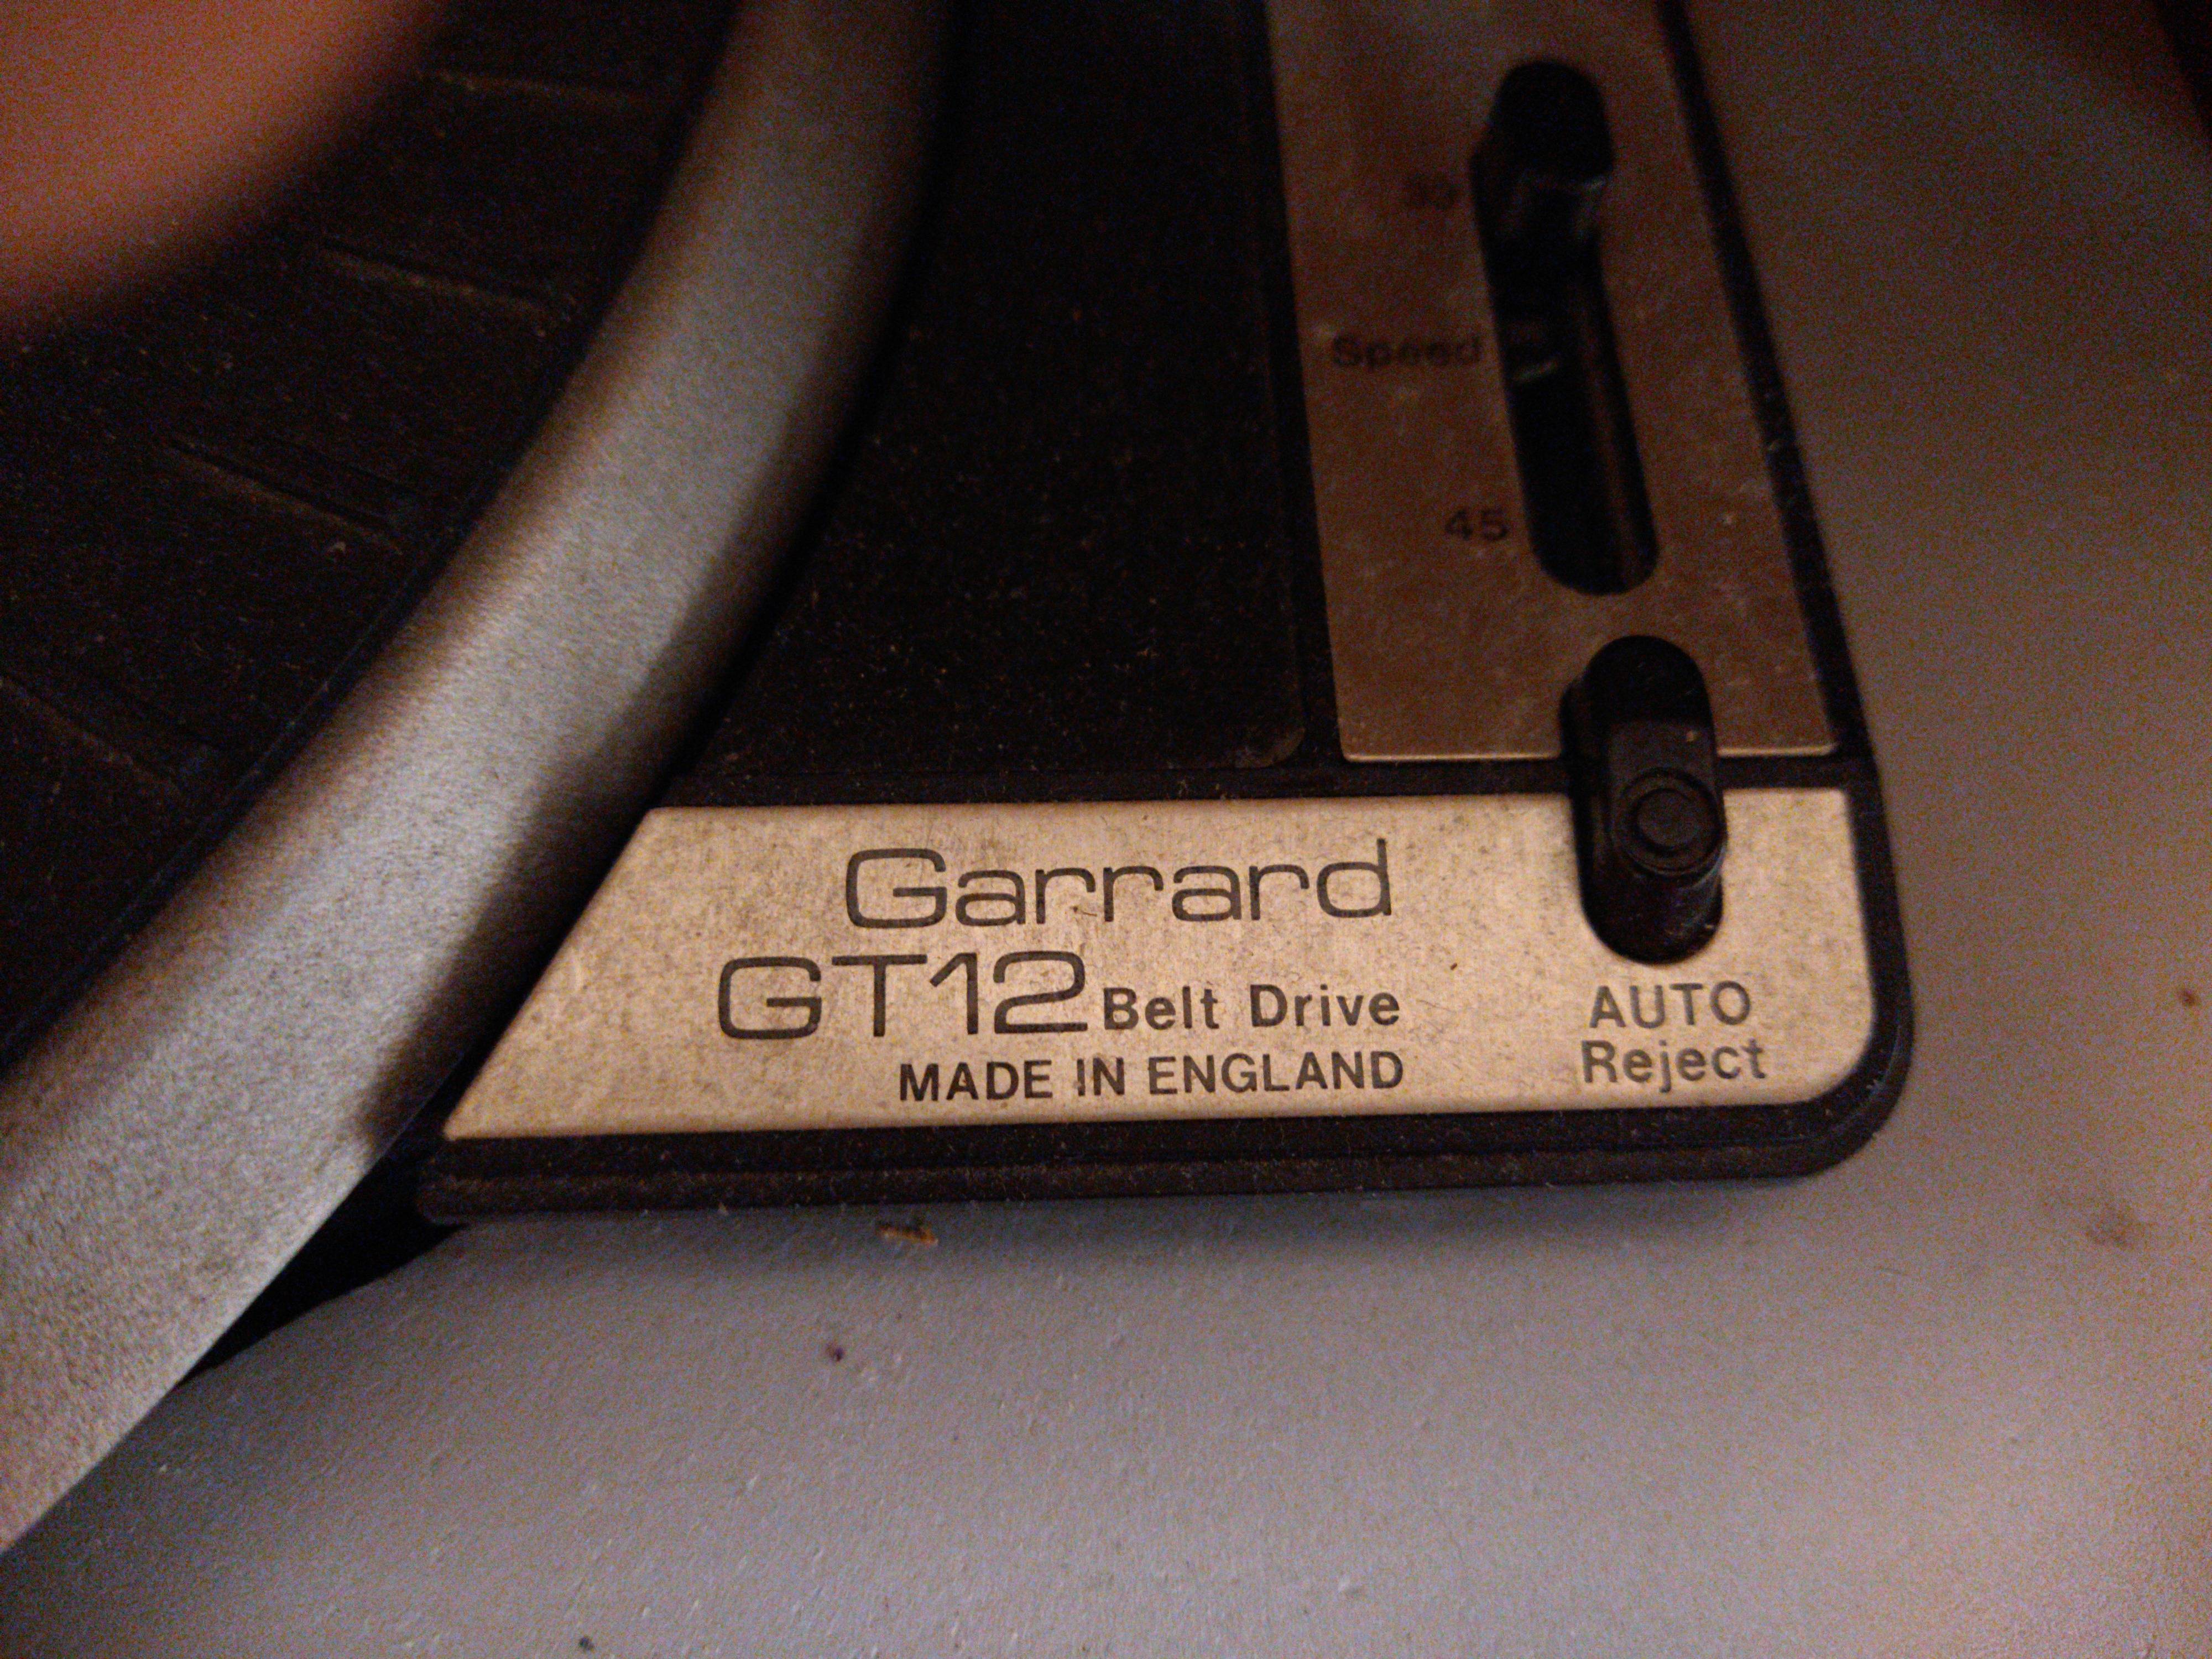 Speed
45
Garrard
GT12 Belt Drive
MADE IN ENGLAND
AUTO
Reject